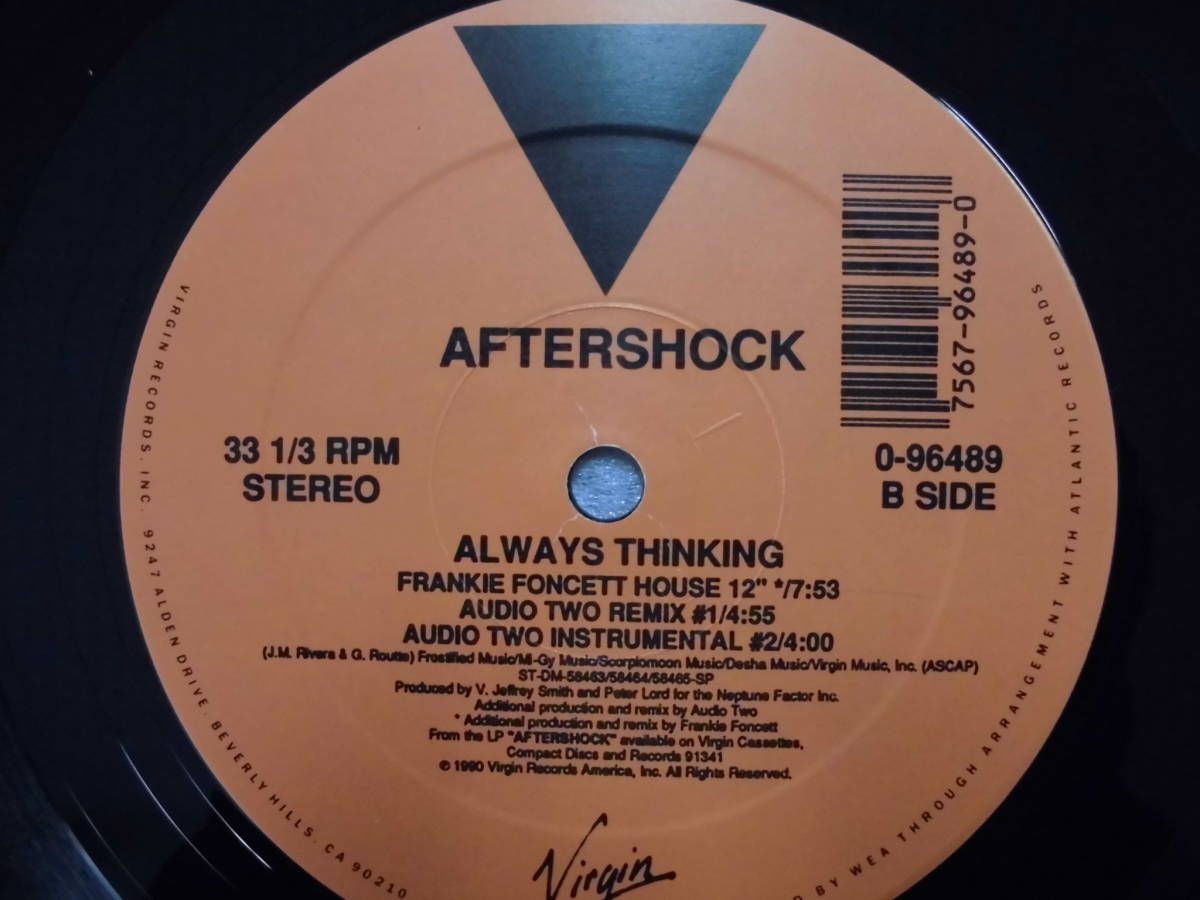 AFTERSHOCK
7567-96489-0
33 1/3 RPM
STEREO
0-96489
B SIDE
ALWAYS THINKING
FRANKIE FONCETT HOUSE 12" */7:53
AUDIO TWO REMIX #1/4:55
AUDIO TWO INSTRUMENTAL #2/4:00
(J.M. Rivera & G. Routte) Frostified Music/Mi-Gy Music/Scorpiomoon Music/Desha Music/Virgin Music, Inc. (ASCAP)
ST-DM-58463/58464/58465-SP
Produced by V. Jeffrey Smith and Peter Lord for the Neptune Factor Inc.
Additional production and remix by Audio Two
* Additional production and remix by Frankie Foncett
From the LP "AFTERSHOCK" available on Virgin Cassettes,
Compact Discs and Records 91341
© 1990 Virgin Records America, Inc. All Rights Reserved.
Virgin
VIRGIN RECORDS, INC. 9247 ALDEN DRIVE. BEVERLY HILLS. CA 90210
BY WEA THROUGH ARRANGEMENT WITH ATLANTIC RECORDS